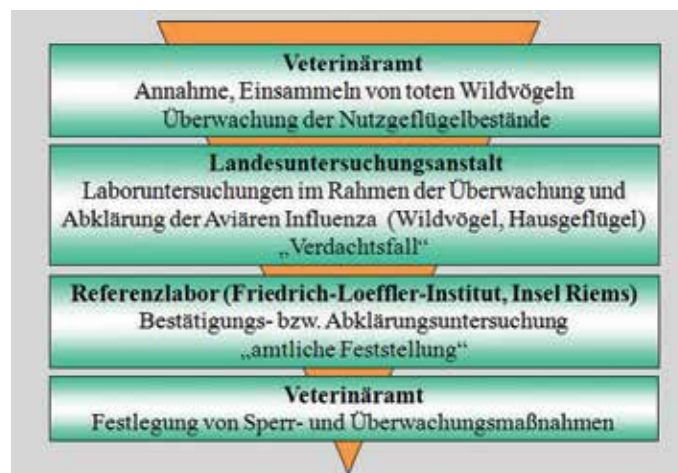 Veterinäramt
Annahme, Einsammeln von toten Wildvögeln
Überwachung der Nutzgeflügelbestände
Landesuntersuchungsanstalt
Laboruntersuchungen im Rahmen der Überwachung und
Abklärung der Aviären Influenza (Wildvögel, Hausgeflügel)
„Verdachtsfall“
Referenzlabor (Friedrich-Loeffler-Institut, Insel Riems)
Bestätigungs- bzw. Abklärungsuntersuchung
„amtliche Feststellung“
Veterinäramt
Festlegung von Sperr- und Überwachungsmaßnahmen